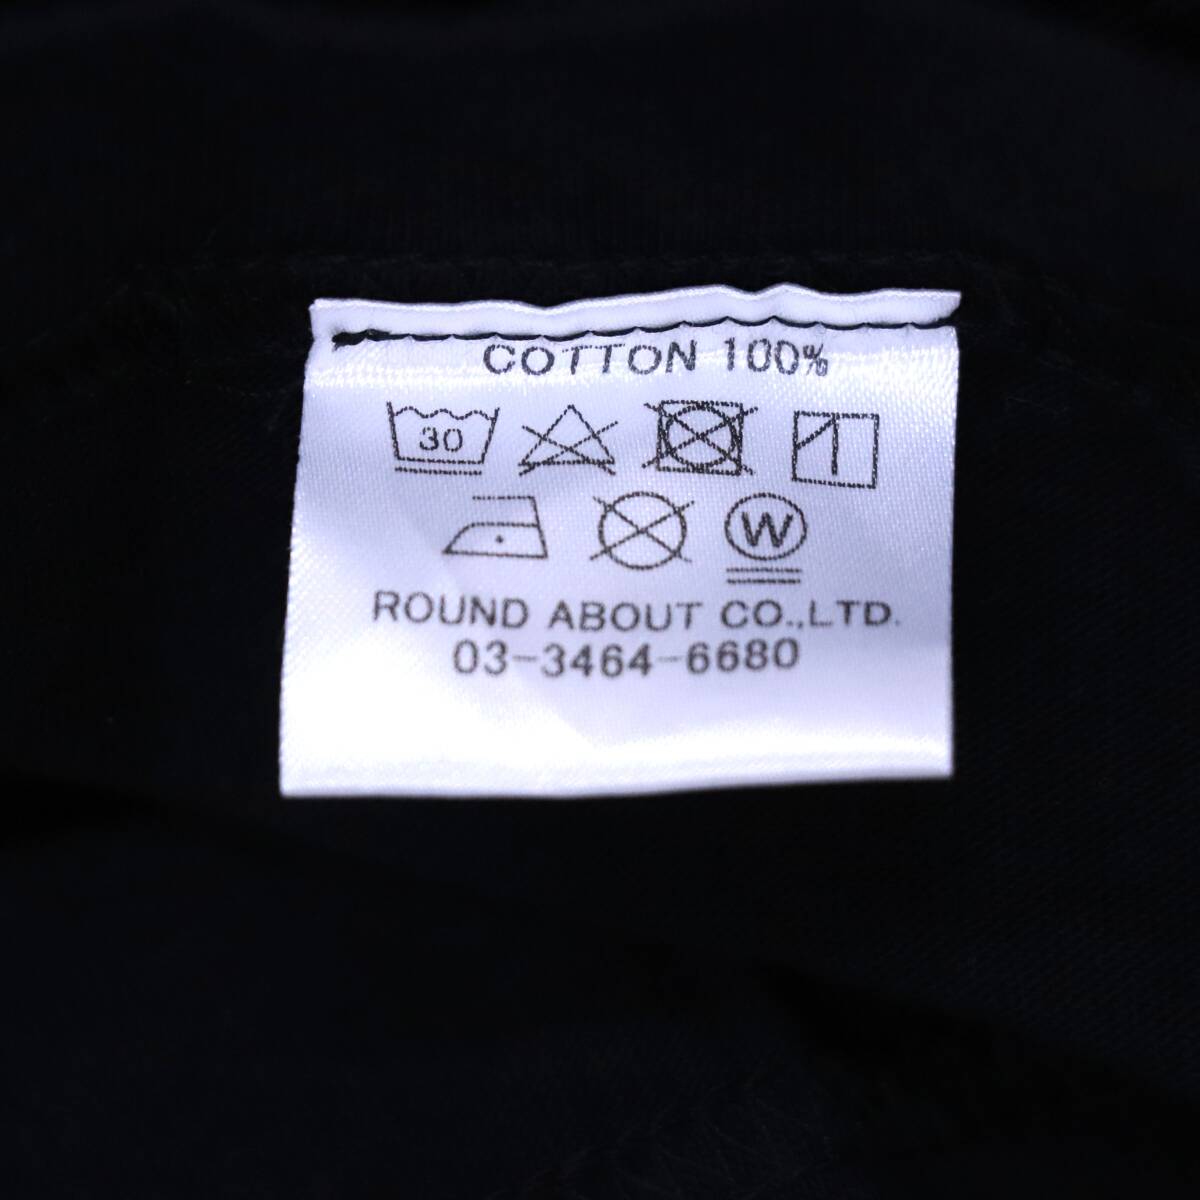 COTTON 100%
30
W
ROUND ABOUT CO.,LTD.
03-3464-6680